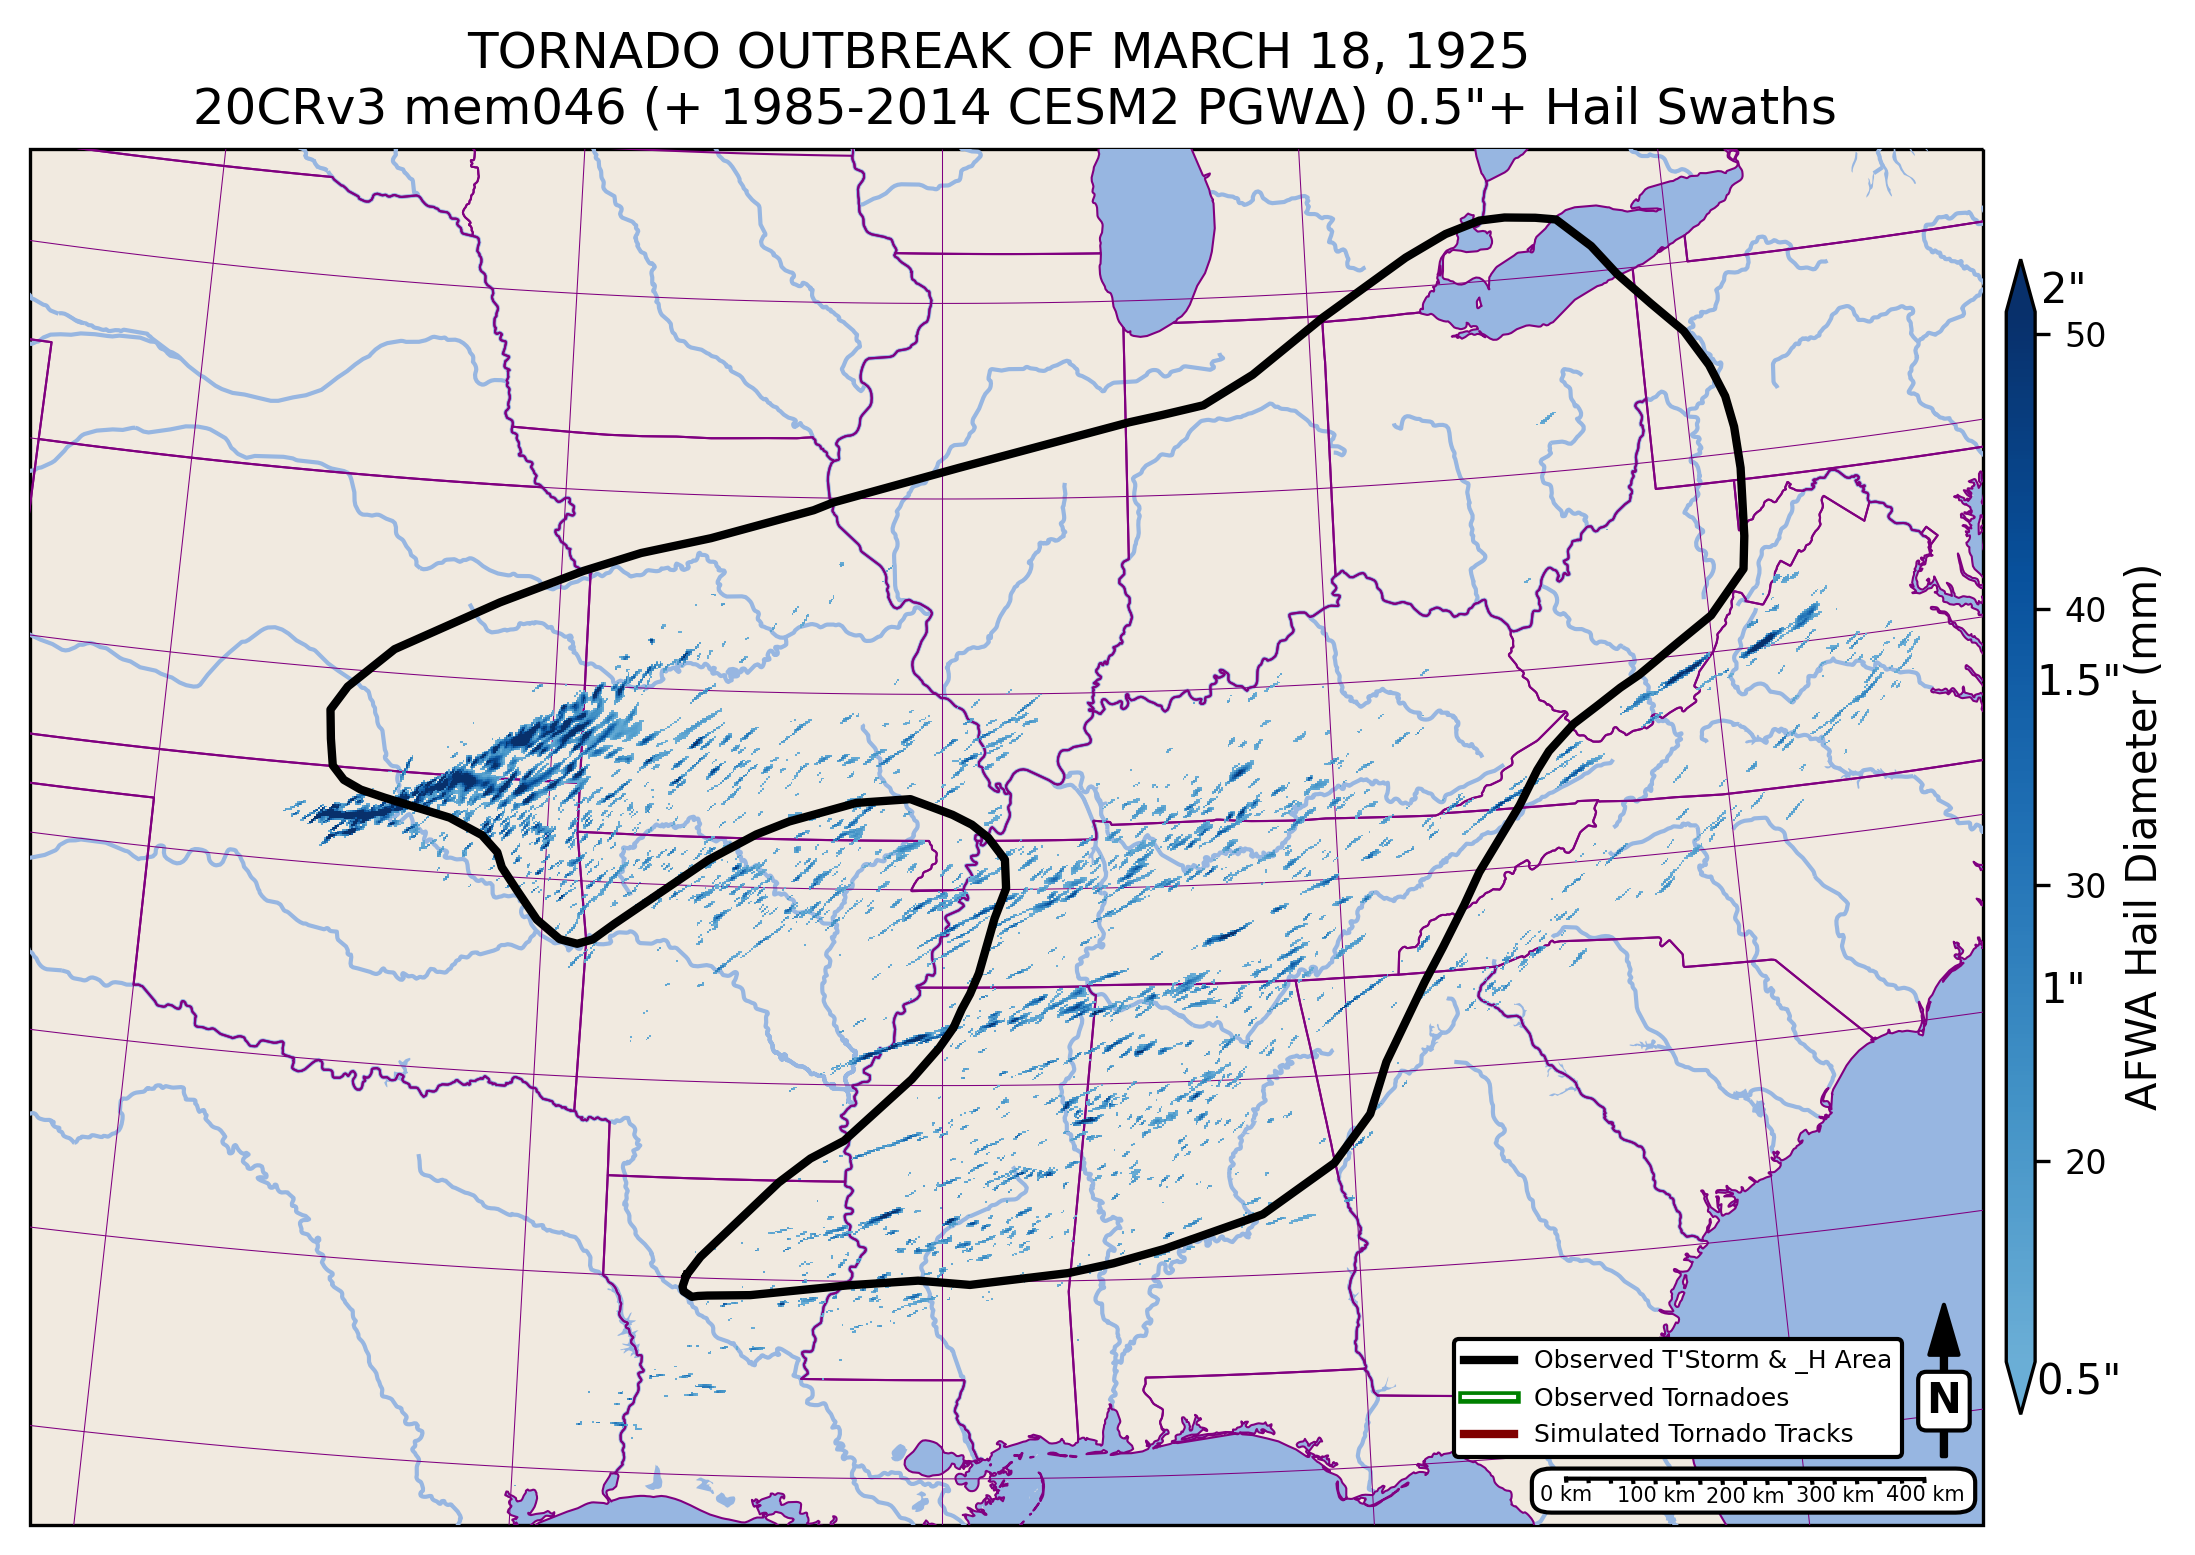 TORNADO OUTBREAK OF MARCH 18, 1925
20CRv3 mem046 (+ 1985-2014 CESM2 PGWΔ) 0.5"+ Hail Swaths
2"
50
40
1.5"
30
1"
20
0.5"
AFWA Hail Diameter (mm)
Observed T'Storm & _H Area
Observed Tornadoes
Simulated Tornado Tracks
N
0 km 100 km 200 km 300 km 400 km